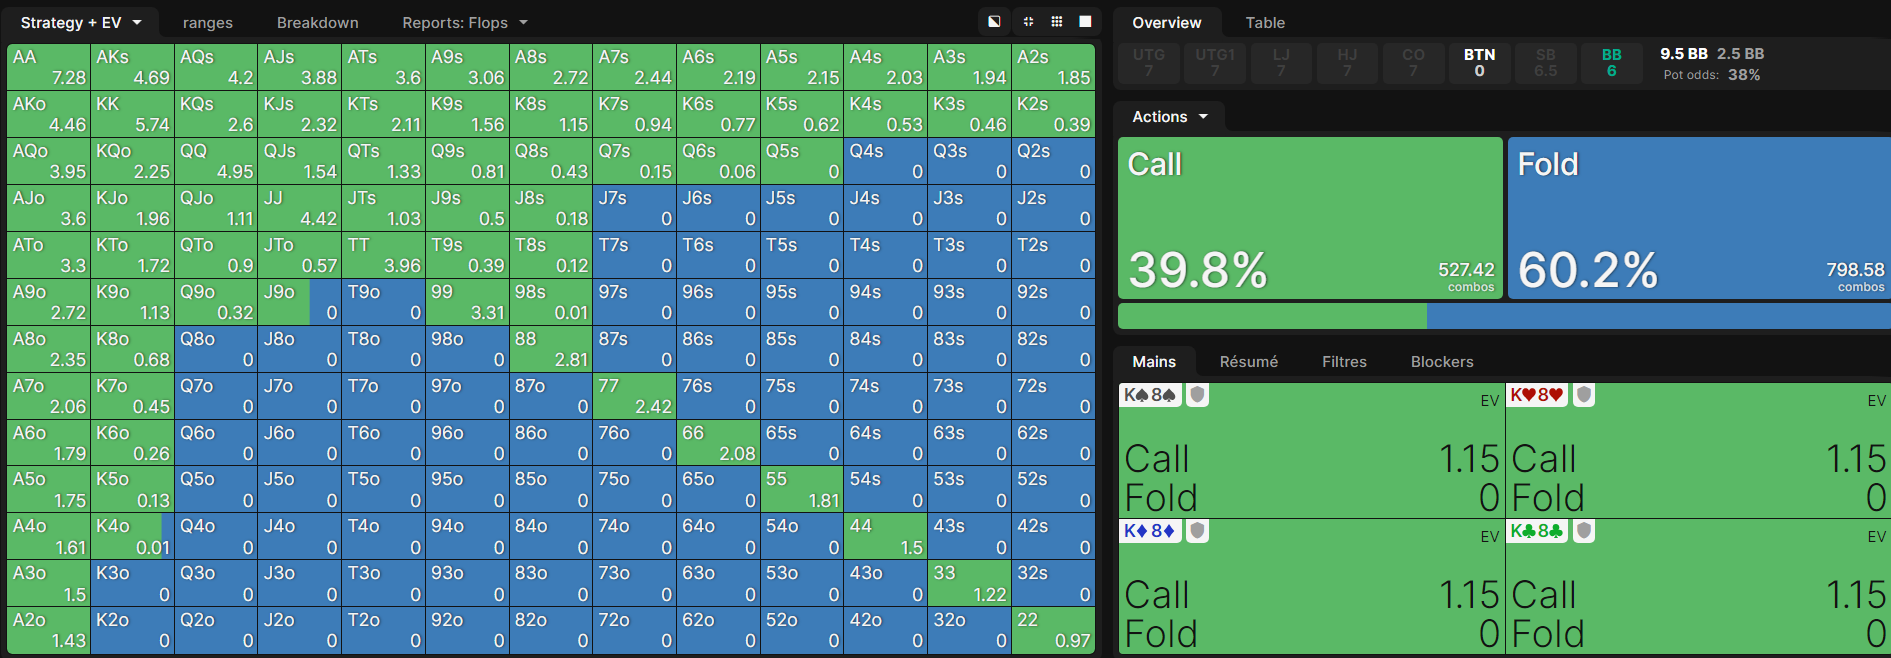 Strategy + EV ranges Breakdown Reports: Flops
AA AKs AQs AJs ATs A9s A8s A7s A6s A5s A4s A3s A2s
7.28 4.69 4.2 3.88 3.6 3.06 2.72 2.44 2.19 2.15 2.03 1.94 1.85
AKo KK KQs KJs KTs K9s K8s K7s K6s K5s K4s K3s K2s
4.46 5.74 2.6 2.32 2.11 1.56 1.15 0.94 0.77 0.62 0.53 0.46 0.39
AQo KQo QQ QJs QTs Q9s Q8s Q7s Q6s Q5s Q4s Q3s Q2s
3.95 2.25 4.95 1.54 1.33 0.81 0.43 0.15 0.06 0 0 0 0
AJo KJo QJo JJ JTs J9s J8s J7s J6s J5s J4s J3s J2s
3.6 1.96 1.11 4.42 1.03 0.5 0.18 0 0 0 0 0 0
ATo KTo QTo JTo TT T9s T8s T7s T6s T5s T4s T3s T2s
3.3 1.72 0.9 0.57 3.96 0.39 0.12 0 0 0 0 0 0
A9o K9o Q9o J9o T9o 99 98s 97s 96s 95s 94s 93s 92s
2.72 1.13 0.32 0 0 3.31 0.01 0 0 0 0 0 0
A8o K8o Q8o J8o T8o 98o 88 87s 86s 85s 84s 83s 82s
2.35 0.68 0 0 0 0 2.81 0 0 0 0 0 0
A7o K7o Q7o J7o T7o 97o 87o 77 76s 75s 74s 73s 72s
2.06 0.45 0 0 0 0 0 2.42 0 0 0 0 0
A6o K6o Q6o J6o T6o 96o 86o 76o 66 65s 64s 63s 62s
1.79 0.26 0 0 0 0 0 0 2.08 0 0 0 0
A5o K5o Q5o J5o T5o 95o 85o 75o 65o 55 54s 53s 52s
1.75 0.13 0 0 0 0 0 0 0 1.81 0 0 0
A4o K4o Q4o J4o T4o 94o 84o 74o 64o 54o 44 43s 42s
1.61 0.01 0 0 0 0 0 0 0 0 1.5 0 0
A3o K3o Q3o J3o T3o 93o 83o 73o 63o 53o 43o 33 32s
1.5 0 0 0 0 0 0 0 0 0 0 1.22 0
A2o K2o Q2o J2o T2o 92o 82o 72o 62o 52o 42o 32o 22
1.43 0 0 0 0 0 0 0 0 0 0 0 0.97
Overview Table
UTG UTG1 LJ HJ CO BTN SB BB 9.5 BB 2.5 BB
7 7 7 7 7 0 6.5 6 Pot odds: 38%
Actions
Call Fold
39.8% 527.42 combos 60.2% 798.58 combos
Mains Résumé Filtres Blockers
K♠8♠ EV K♥8♥ EV
Call 1.15 Call 1.15
Fold 0 Fold 0
K♦8♦ EV K♣8♣ EV
Call 1.15 Call 1.15
Fold 0 Fold 0